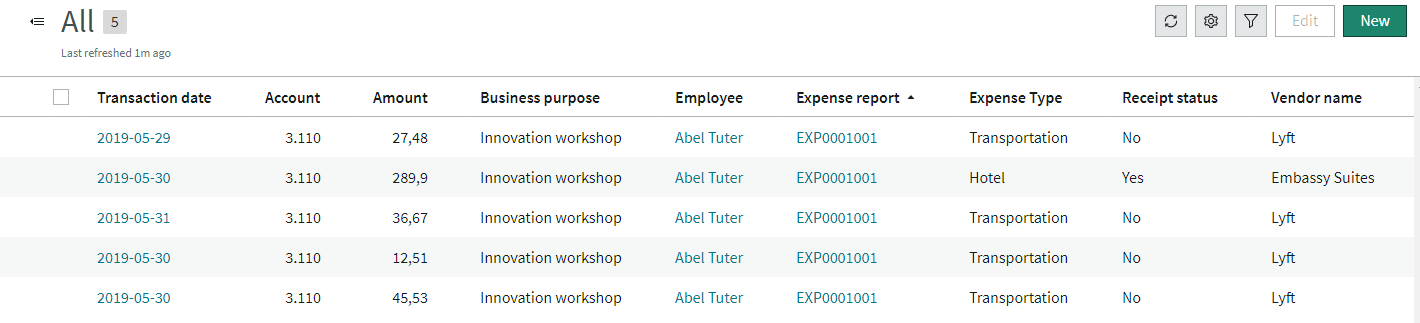 All 5
Edit New
Last refreshed 1m ago
Transaction date Account Amount Business purpose Employee Expense report Expense Type Receipt status Vendor name
2019-05-29 3.110 27,48 Innovation workshop Abel Tuter EXP0001001 Transportation No Lyft
2019-05-30 3.110 289,9 Innovation workshop Abel Tuter EXP0001001 Hotel Yes Embassy Suites
2019-05-31 3.110 36,67 Innovation workshop Abel Tuter EXP0001001 Transportation No Lyft
2019-05-30 3.110 12,51 Innovation workshop Abel Tuter EXP0001001 Transportation No Lyft
2019-05-30 3.110 45,53 Innovation workshop Abel Tuter EXP0001001 Transportation No Lyft